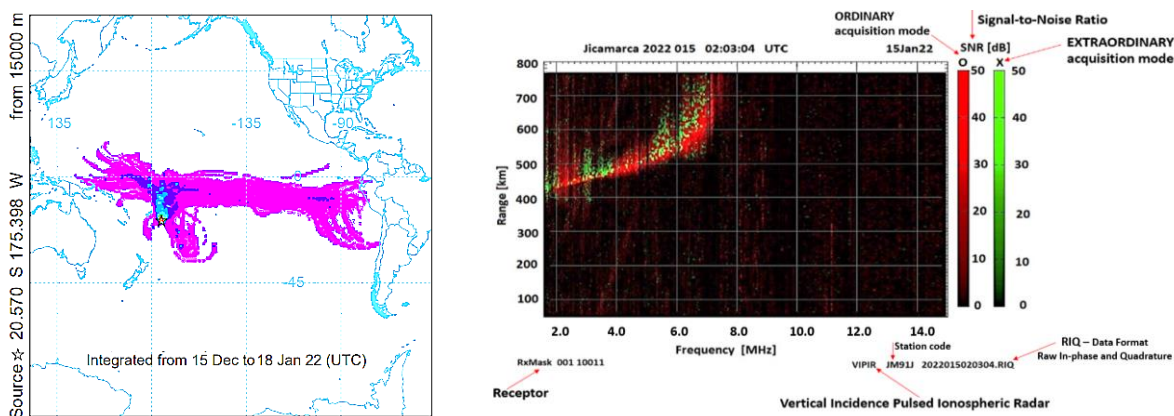 Source ☆ 20.570 S 175.398 W from 15000 m
45
-135
-135
-90
0
-45
Integrated from 15 Dec to 18 Jan 22 (UTC)
ORDINARY
acquisition mode
Signal-to-Noise Ratio
Jicamarca 2022 015 02:03:04 UTC
15Jan22
SNR [dB]
EXTRAORDINARY
acquisition mode
O X
800
700
600
500
400
300
200
100
Range [km]
50 50
40 40
30 30
20 20
10 10
0 0
2.0 4.0 6.0 8.0 10.0 12.0 14.0
Frequency [MHz]
Station code
RxMask 001 10011
VIPIR JM91J 2022015020304.RIQ
RIQ – Data Format
Raw In-phase and Quadrature
Receptor
Vertical Incidence Pulsed Ionospheric Radar